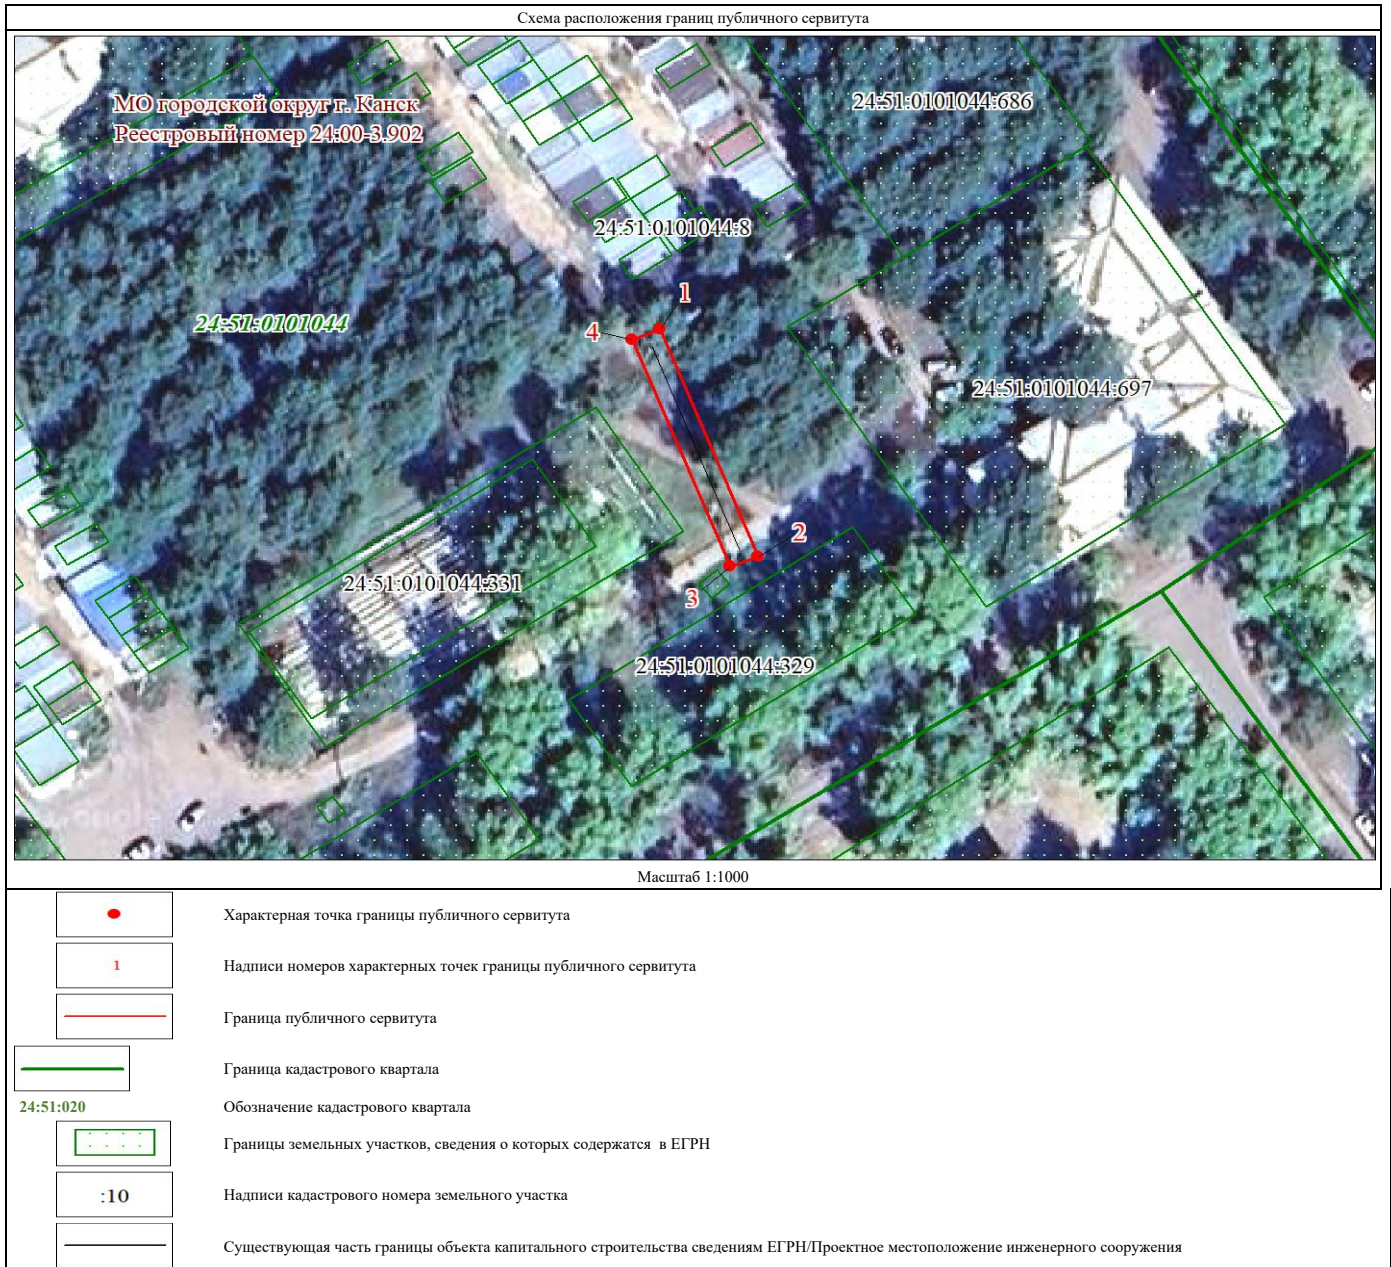 Схема расположения границ публичного сервитута
МО городской округ г. Канск
Реестровый номер 24:00-3.902
24:51:0101044:686
24:51:0101044:8
1
24:51:0101044
4
24:51:0101044:697
2
24:51:0101044:331
3
24:51:0101044:329
Масштаб 1:1000
Характерная точка границы публичного сервитута
1
Надписи номеров характерных точек границы публичного сервитута
Граница публичного сервитута
Граница кадастрового квартала
24:51:020
Обозначение кадастрового квартала
Границы земельных участков, сведения о которых содержатся в ЕГРН
:10
Надписи кадастрового номера земельного участка
Существующая часть границы объекта капитального строительства сведениям ЕГРН/Проектное местоположение инженерного сооружения